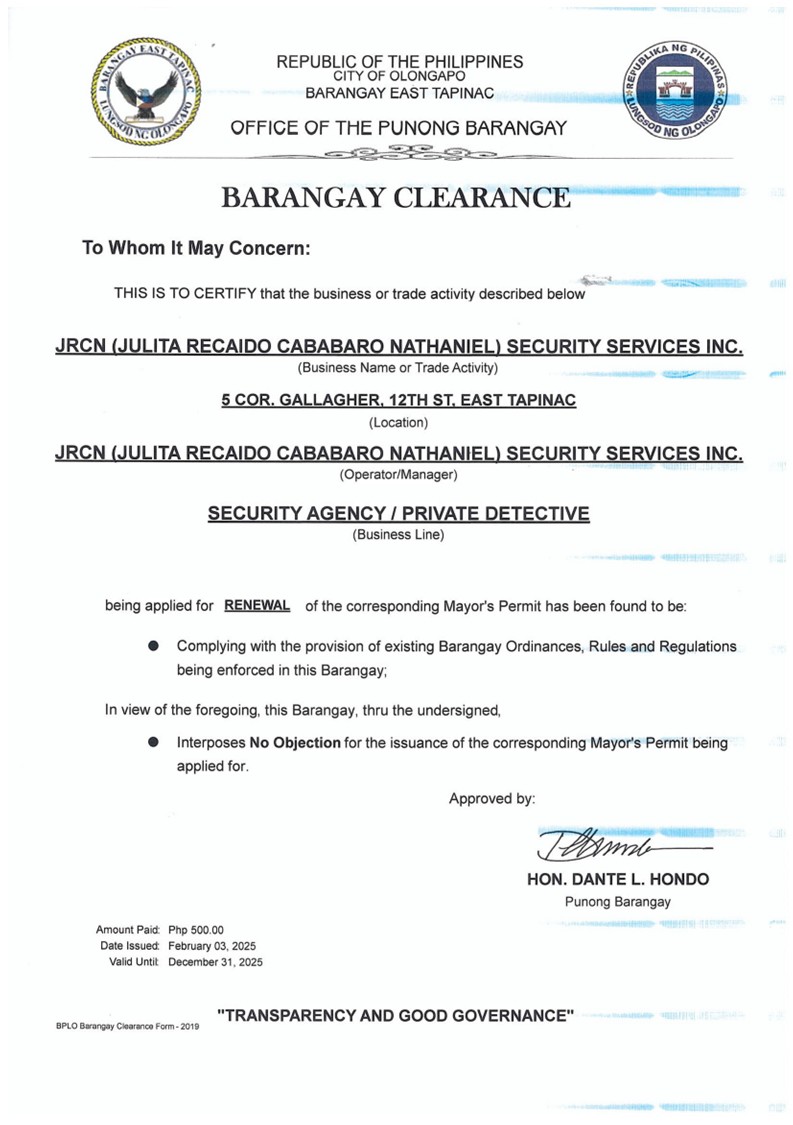 BARANGAY EAST TAPINAC
LUNGSOD NG OLONGAPO
REPUBLIC OF THE PHILIPPINES
CITY OF OLONGAPO
BARANGAY EAST TAPINAC
OFFICE OF THE PUNONG BARANGAY
REPUBLIKA NG PILIPINAS
LUNGSOD NG OLONGAPO
BARANGAY CLEARANCE
To Whom It May Concern:
THIS IS TO CERTIFY that the business or trade activity described below
JRCN (JULITA RECAIDO CABABARO NATHANIEL) SECURITY SERVICES INC.
(Business Name or Trade Activity)
5 COR. GALLAGHER, 12TH ST, EAST TAPINAC
(Location)
JRCN (JULITA RECAIDO CABABARO NATHANIEL) SECURITY SERVICES INC.
(Operator/Manager)
SECURITY AGENCY / PRIVATE DETECTIVE
(Business Line)
being applied for RENEWAL of the corresponding Mayor's Permit has been found to be:
● Complying with the provision of existing Barangay Ordinances, Rules and Regulations
being enforced in this Barangay;
In view of the foregoing, this Barangay, thru the undersigned,
● Interposes No Objection for the issuance of the corresponding Mayor's Permit being
applied for.
Approved by:
HON. DANTE L. HONDO
Punong Barangay
Amount Paid: Php 500.00
Date Issued: February 03, 2025
Valid Until: December 31, 2025
"TRANSPARENCY AND GOOD GOVERNANCE"
BPLO Barangay Clearance Form - 2019